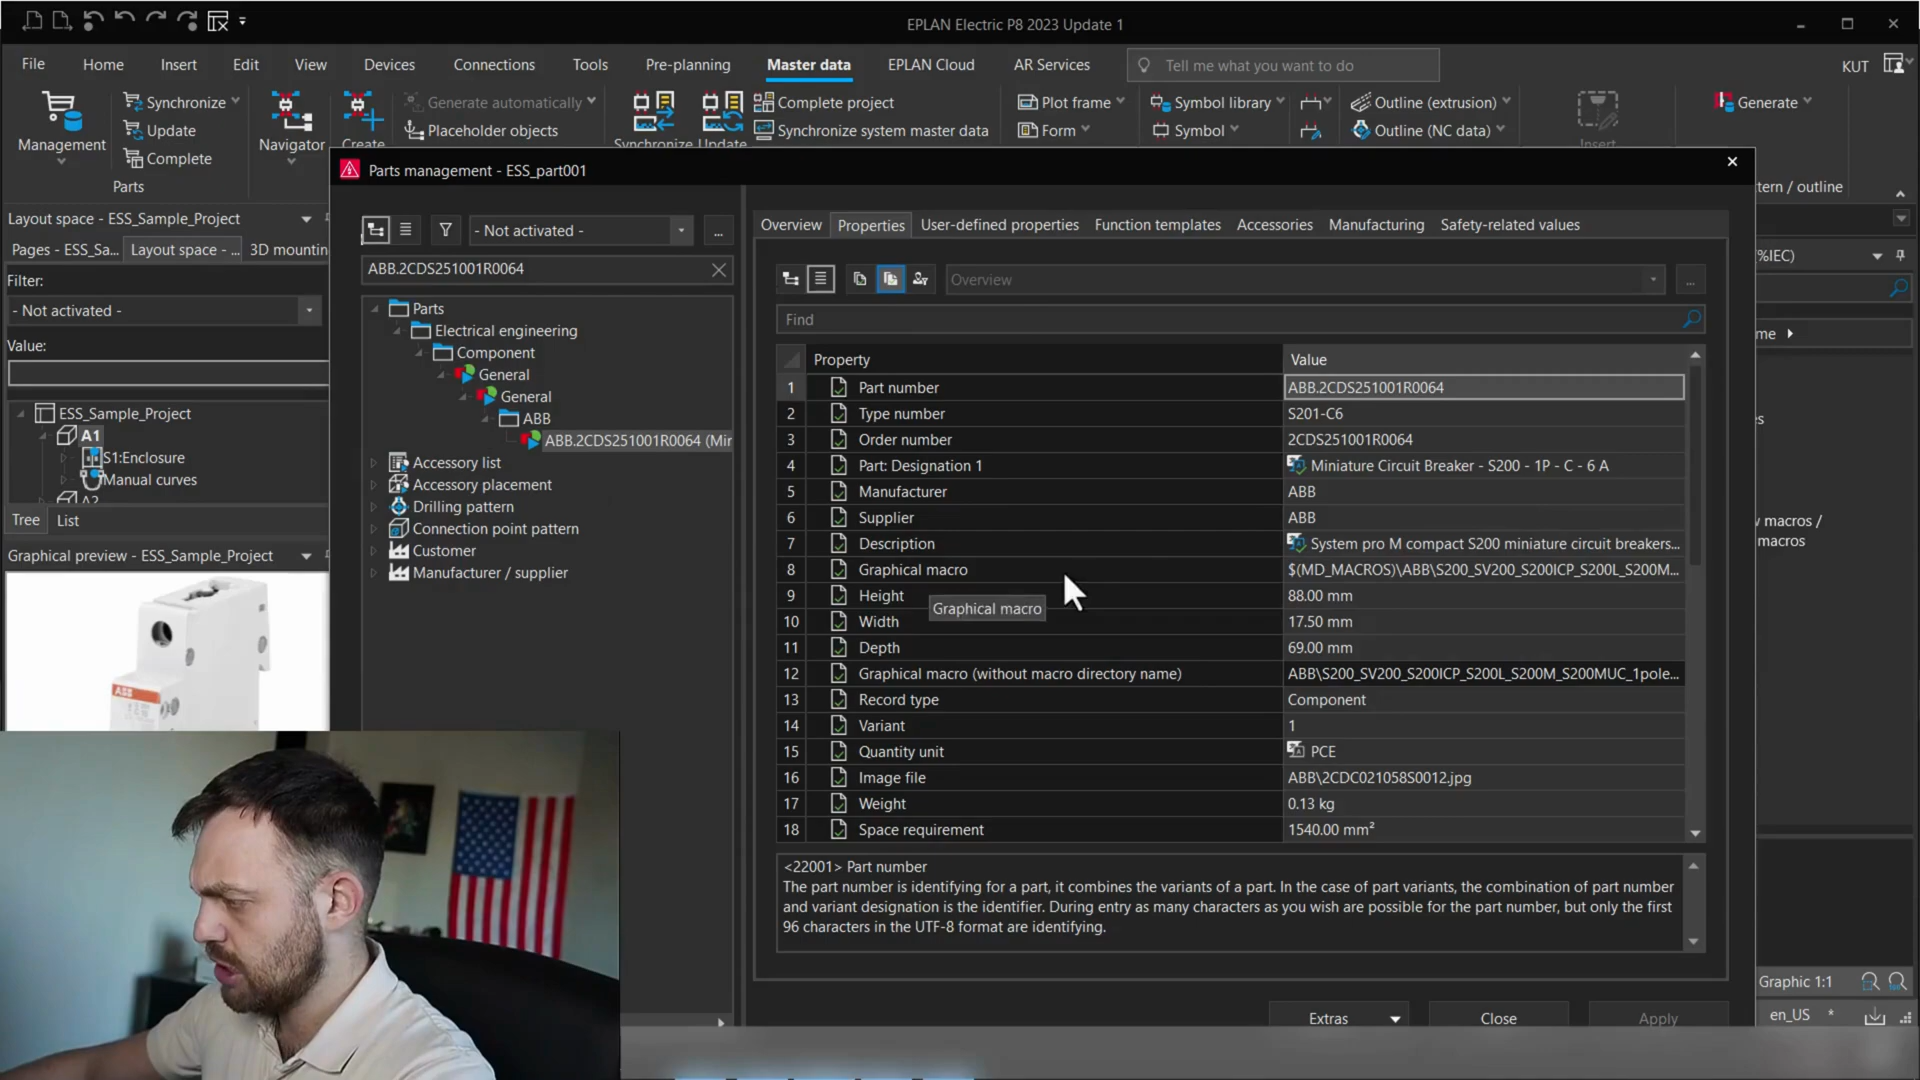 EPLAN Electric P8 2023 Update 1
File Home Insert Edit View Devices Connections Tools Pre-planning Master data EPLAN Cloud AR Services Tell me what you want to do KUT
Management
Synchronize
Update
Complete
Parts
Navigator
Create
Generate automatically
Placeholder objects
Synchronize Update
Complete project
Synchronize system master data
Plot frame
Form
Symbol library
Symbol
Outline (extrusion)
Outline (NC data)
Insert
Generate
tern / outline
Parts management - ESS_part001
Layout space - ESS_Sample_Project
Pages - ESS_Sa... Layout space - ... 3D mountin
Filter:
- Not activated -
Value:
ESS_Sample_Project
A1
S1:Enclosure
Manual curves
A2
Tree List
Graphical preview - ESS_Sample_Project
ABB
- Not activated - ...
ABB.2CDS251001R0064
Parts
Electrical engineering
Component
General
General
ABB
ABB.2CDS251001R0064 (Mir
Accessory list
Accessory placement
Drilling pattern
Connection point pattern
Customer
Manufacturer / supplier
Overview Properties User-defined properties Function templates Accessories Manufacturing Safety-related values
Overview ...
Find
Property Value
1 Part number ABB.2CDS251001R0064
2 Type number S201-C6
3 Order number 2CDS251001R0064
4 Part: Designation 1 Miniature Circuit Breaker - S200 - 1P - C - 6 A
5 Manufacturer ABB
6 Supplier ABB
7 Description System pro M compact S200 miniature circuit breakers...
8 Graphical macro $(MD_MACROS)\ABB\S200_SV200_S200ICP_S200L_S200M...
9 Height 88.00 mm
Graphical macro
10 Width 17.50 mm
11 Depth 69.00 mm
12 Graphical macro (without macro directory name) ABB\S200_SV200_S200ICP_S200L_S200M_S200MUC_1pole...
13 Record type Component
14 Variant 1
15 Quantity unit PCE
16 Image file ABB\2CDC021058S0012.jpg
17 Weight 0.13 kg
18 Space requirement 1540.00 mm²
<22001> Part number
The part number is identifying for a part, it combines the variants of a part. In the case of part variants, the combination of part number
and variant designation is the identifier. During entry as many characters as you wish are possible for the part number, but only the first
96 characters in the UTF-8 format are identifying.
Extras Close Apply
%IEC)
me
es
w macros /
macros
Graphic 1:1
en_US *